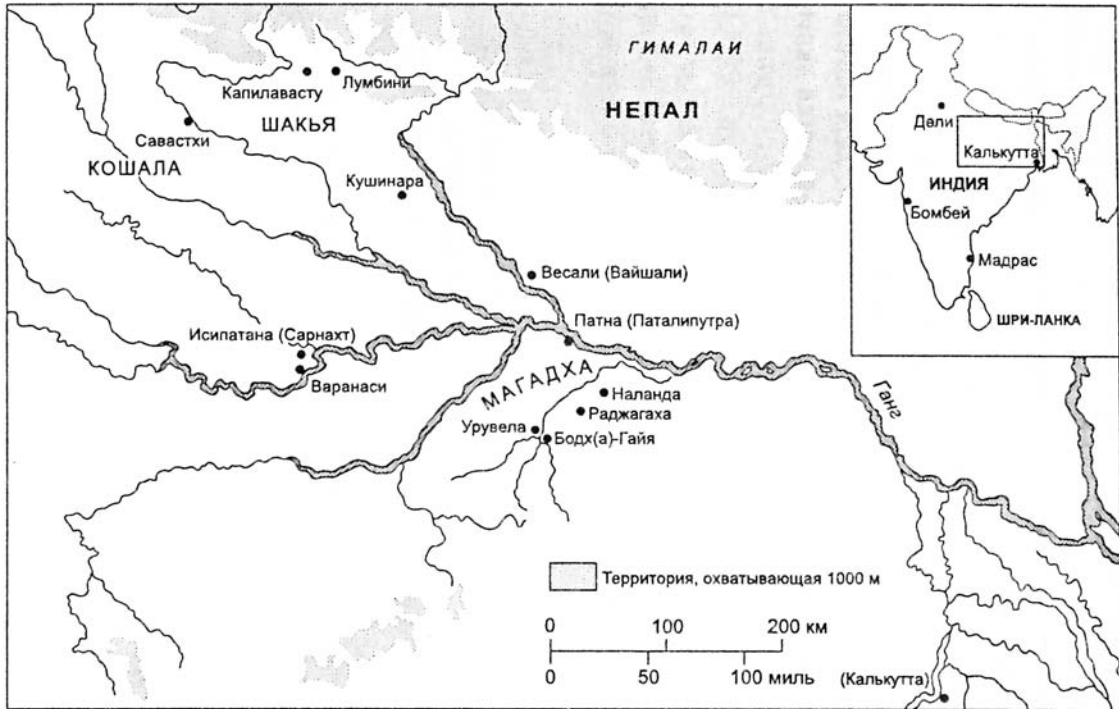 ГИМАЛАИ
НЕПАЛ
Капилавасту
Лумбини
ШАКЬЯ
Савастхи
КОШАЛА
Кушинара
Весали (Вайшали)
Патна (Паталипутра)
Исипатана (Сарнахт)
Варанаси
МАГАДХА
Наланда
Раджагаха
Урувела
Бодх(а)-Гайя
Ганг
Территория, охватывающая 1000 м
0 100 200 км
0 50 100 миль
(Калькутта)
Дели
Калькутта
ИНДИЯ
Бомбей
Мадрас
ШРИ-ЛАНКА